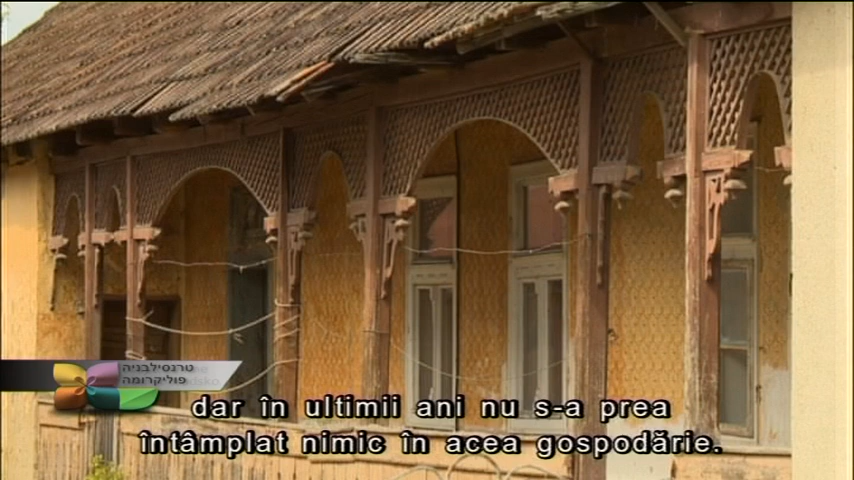 טרנסילבניה
פוליקרומה
dar în ultimii ani nu s-a prea
întâmplat nimic în acea gospodărie.